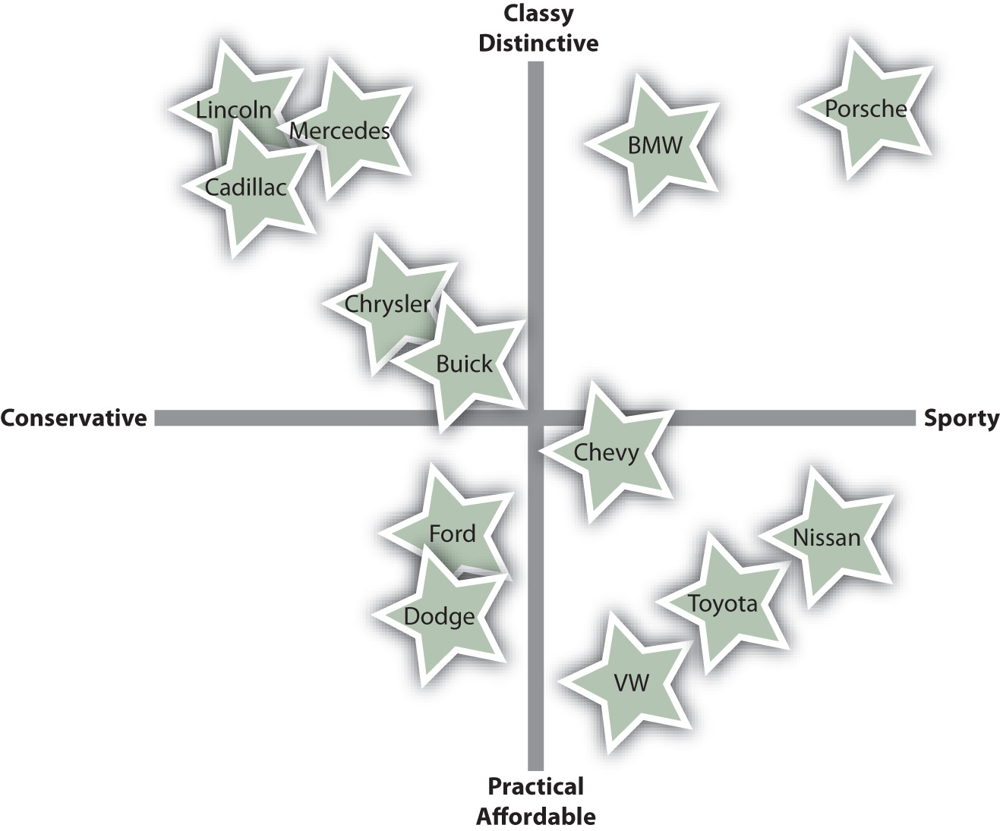 Classy
Distinctive
Lincoln
Mercedes
BMW
Porsche
Cadillac
Chrysler
Buick
Conservative
Sporty
Chevy
Ford
Nissan
Toyota
Dodge
VW
Practical
Affordable